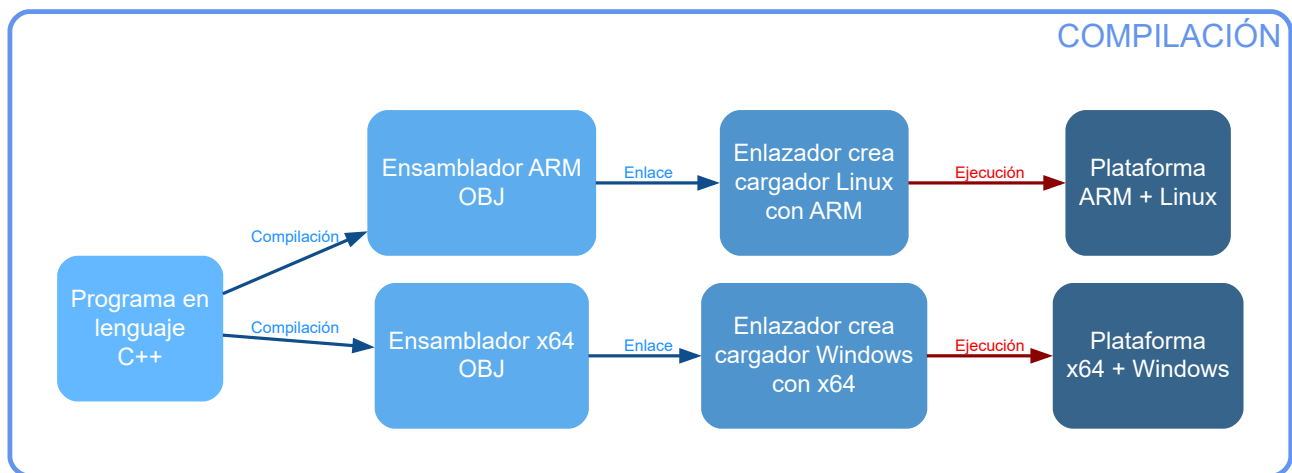 COMPILACIÓN
Programa en
lenguaje
C++
Compilación
Ensamblador ARM
OBJ
Enlace
Enlazador crea
cargador Linux
con ARM
Ejecución
Plataforma
ARM + Linux
Compilación
Ensamblador x64
OBJ
Enlace
Enlazador crea
cargador Windows
con x64
Ejecución
Plataforma
x64 + Windows